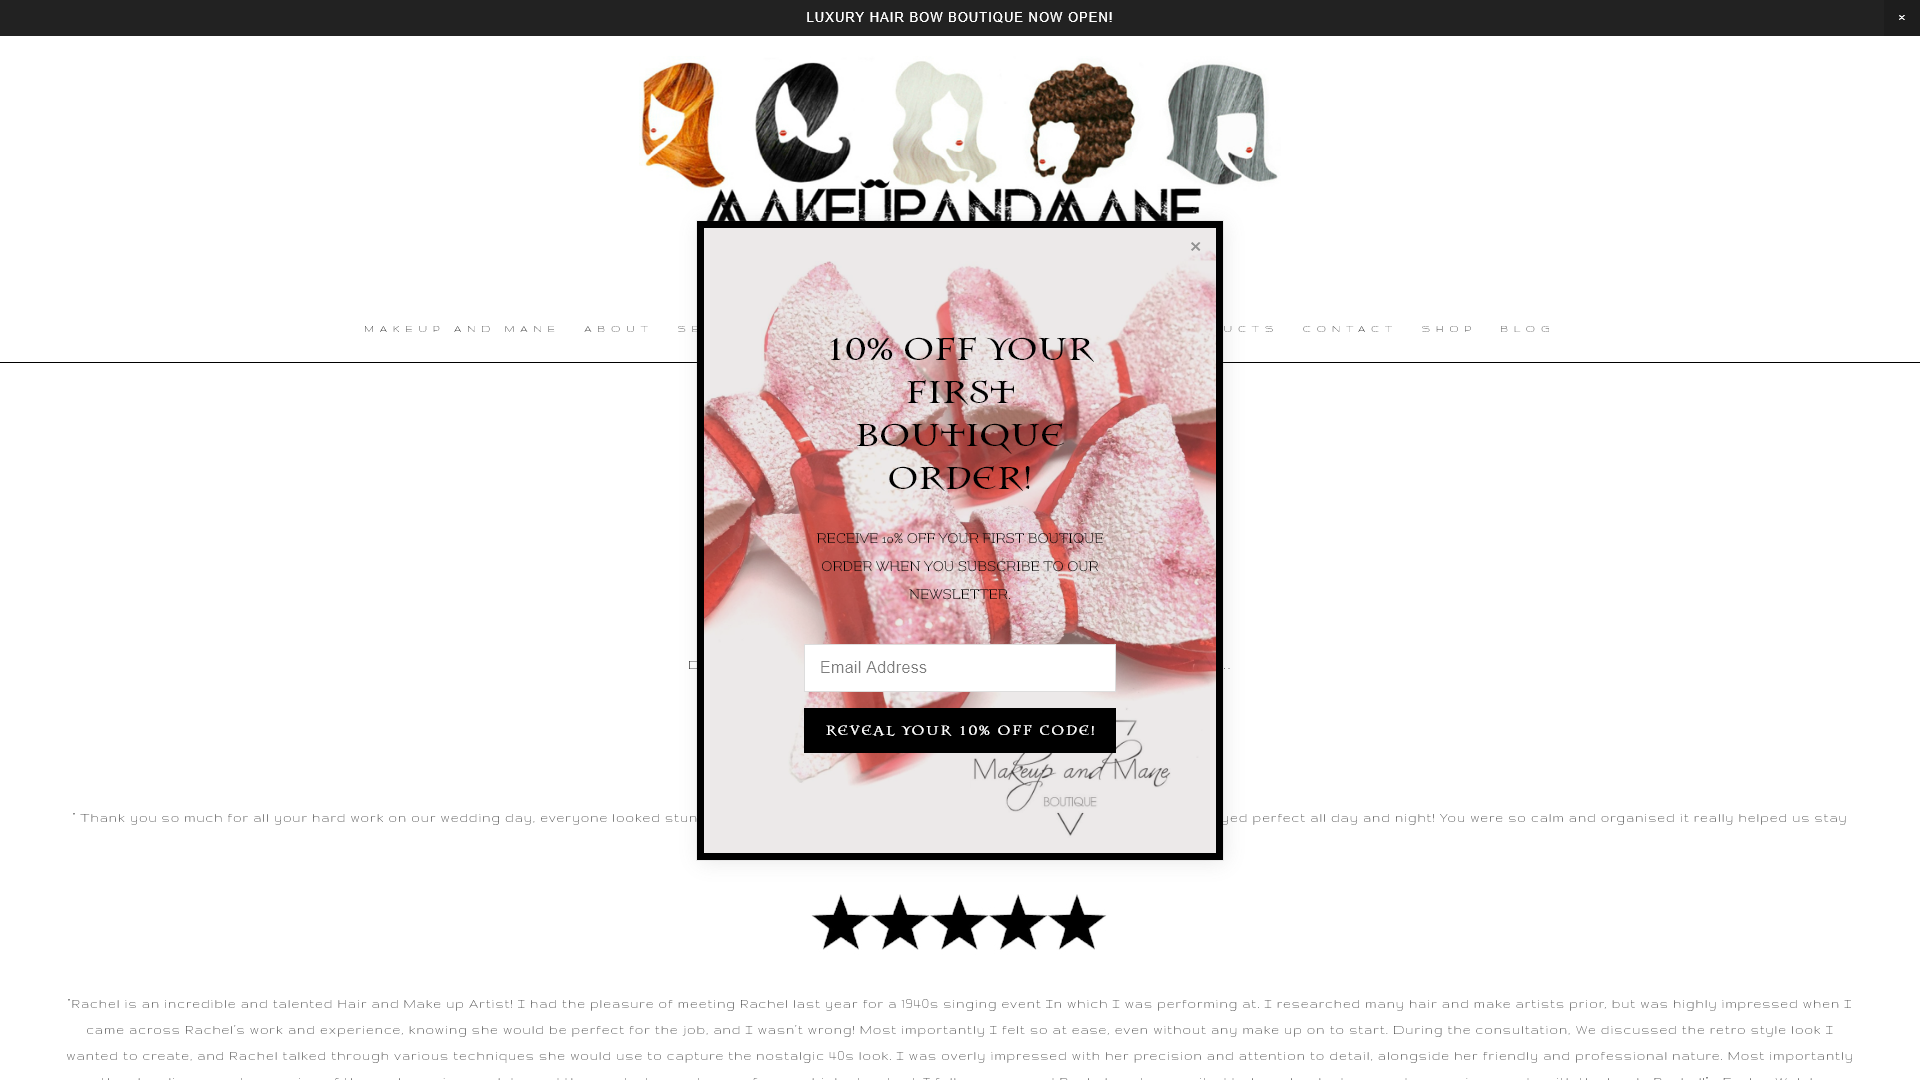 LUXURY HAIR BOW BOUTIQUE NOW OPEN!
MAKEÜPANDMANE
MAKEUP AND MANE ABOUT CONTACT SHOP BLOG
10% OFF YOUR
FIRST
BOUTIQUE
ORDER!
RECEIVE 10% OFF YOUR FIRST BOUTIQUE
ORDER WHEN YOU SUBSCRIBE TO OUR
NEWSLETTER.
Email Address
REVEAL YOUR 10% OFF CODE!
Makeup and Mane
BOUTIQUE
" Thank you so much for all your hard work on our wedding day, everyone looked perfect all day and night! You were so calm and organised it really helped us stay
"Rachel is an incredible and talented Hair and Make up Artist! I had the pleasure of meeting Rachel last year for a 1940s singing event In which I was performing at. I researched many hair and make artists prior, but was highly impressed when I
came across Rachel's work and experience, knowing she would be perfect for the job, and I wasn't wrong! Most importantly I felt so at ease, even without any make up on to start. During the consultation, We discussed the retro style look I
wanted to create, and Rachel talked through various techniques she would use to capture the nostalgic 40s look. I was overly impressed with her precision and attention to detail, alongside her friendly and professional nature. Most importantly